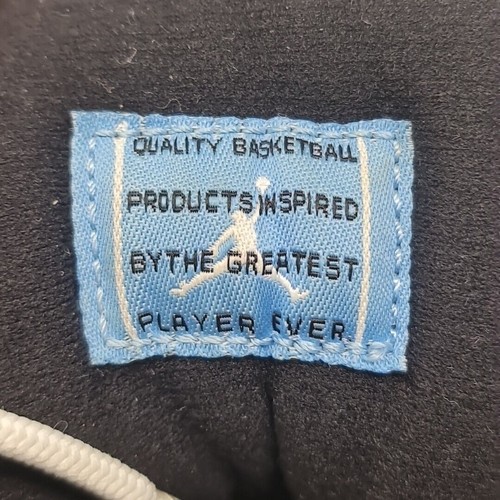 QUALITY BASKETBALL
PRODUCTS INSPIRED
BY THE GREATEST
PLAYER EVER.